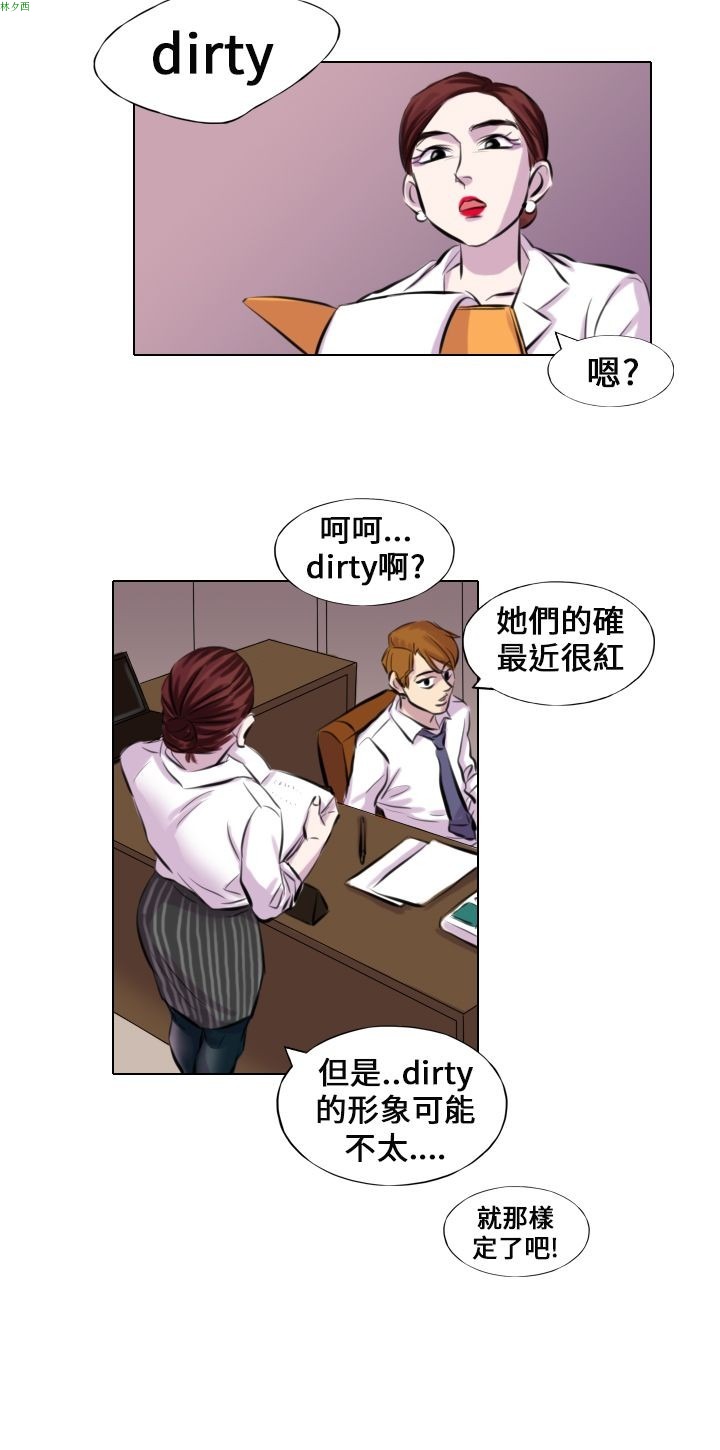 林夕西
dirty
嗯?
呵呵...
dirty啊?
她們的確
最近很紅
但是..dirty
的形象可能
不太....
就那樣
定了吧!